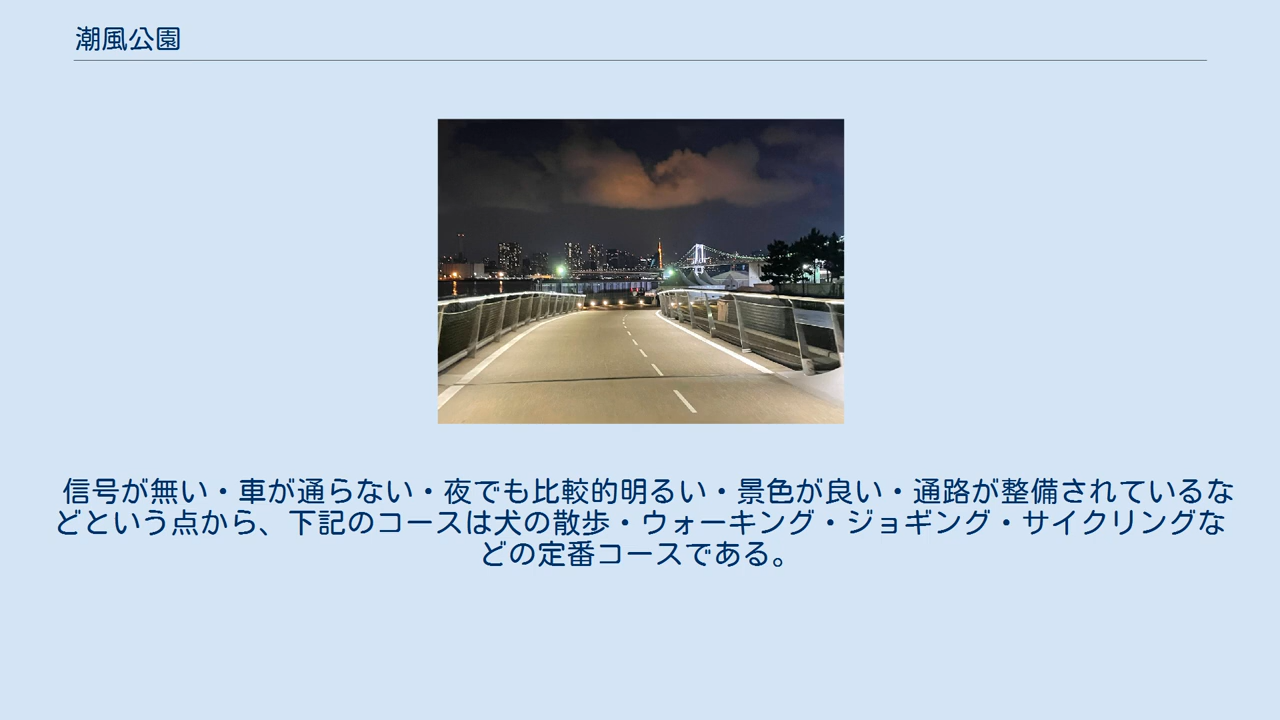 潮風公園
信号が無い・車が通らない・夜でも比較的明るい・景色が良い・通路が整備されているな
どという点から、下記のコースは犬の散歩・ウォーキング・ジョギング・サイクリングな
どの定番コースである。